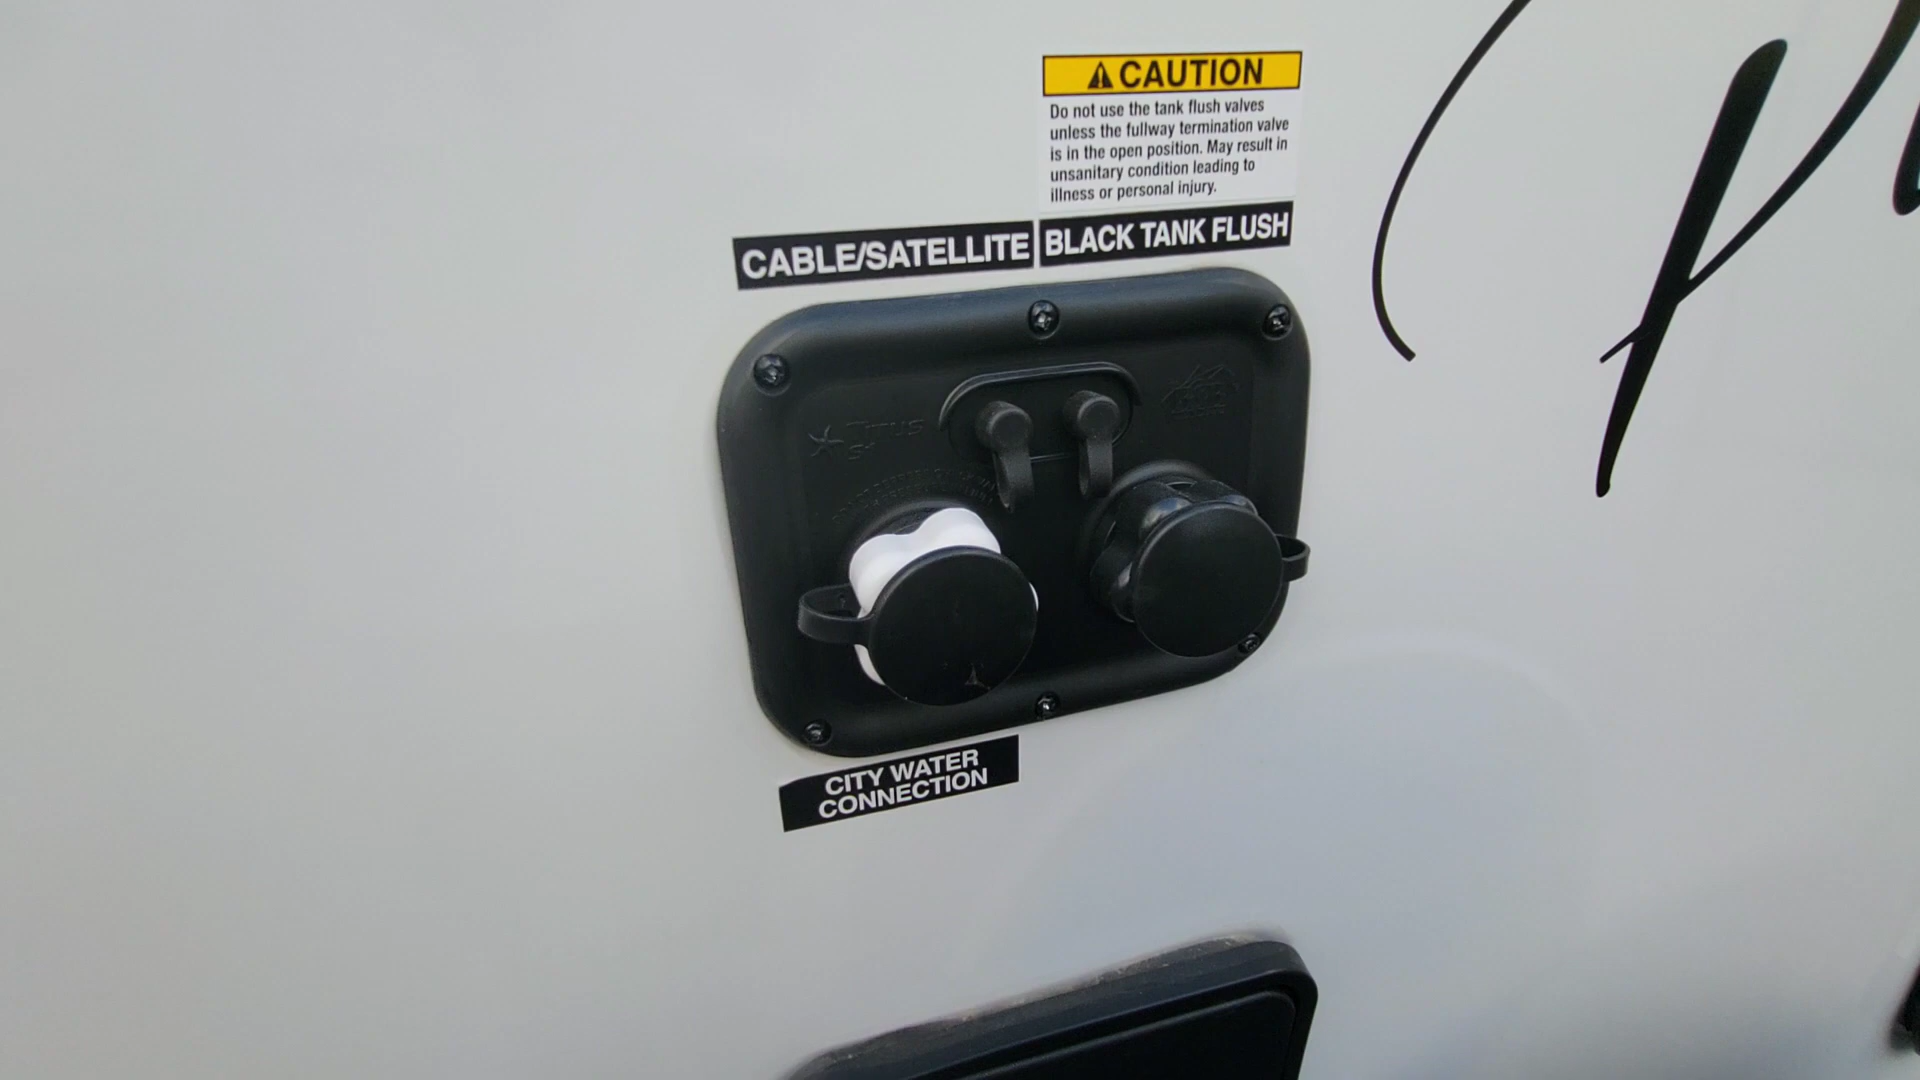 CAUTION
Do not use the tank flush valves
unless the fullway termination valve
is in the open position. May result in
unsanitary condition leading to
illness or personal injury.
CABLE/SATELLITE
BLACK TANK FLUSH
CITY WATER
CONNECTION